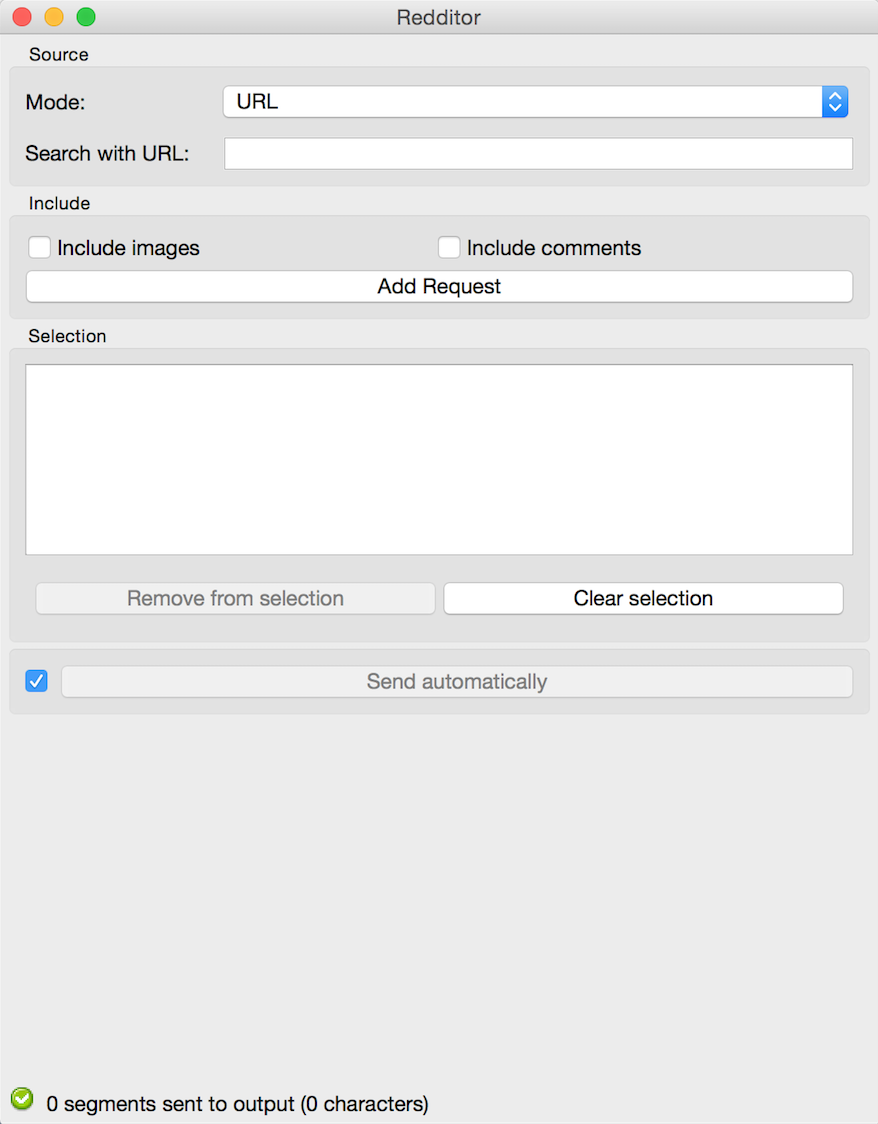 Redditor
Source
Mode: URL
Search with URL:
Include
Include images Include comments
Add Request
Selection
Remove from selection Clear selection
Send automatically
0 segments sent to output (0 characters)